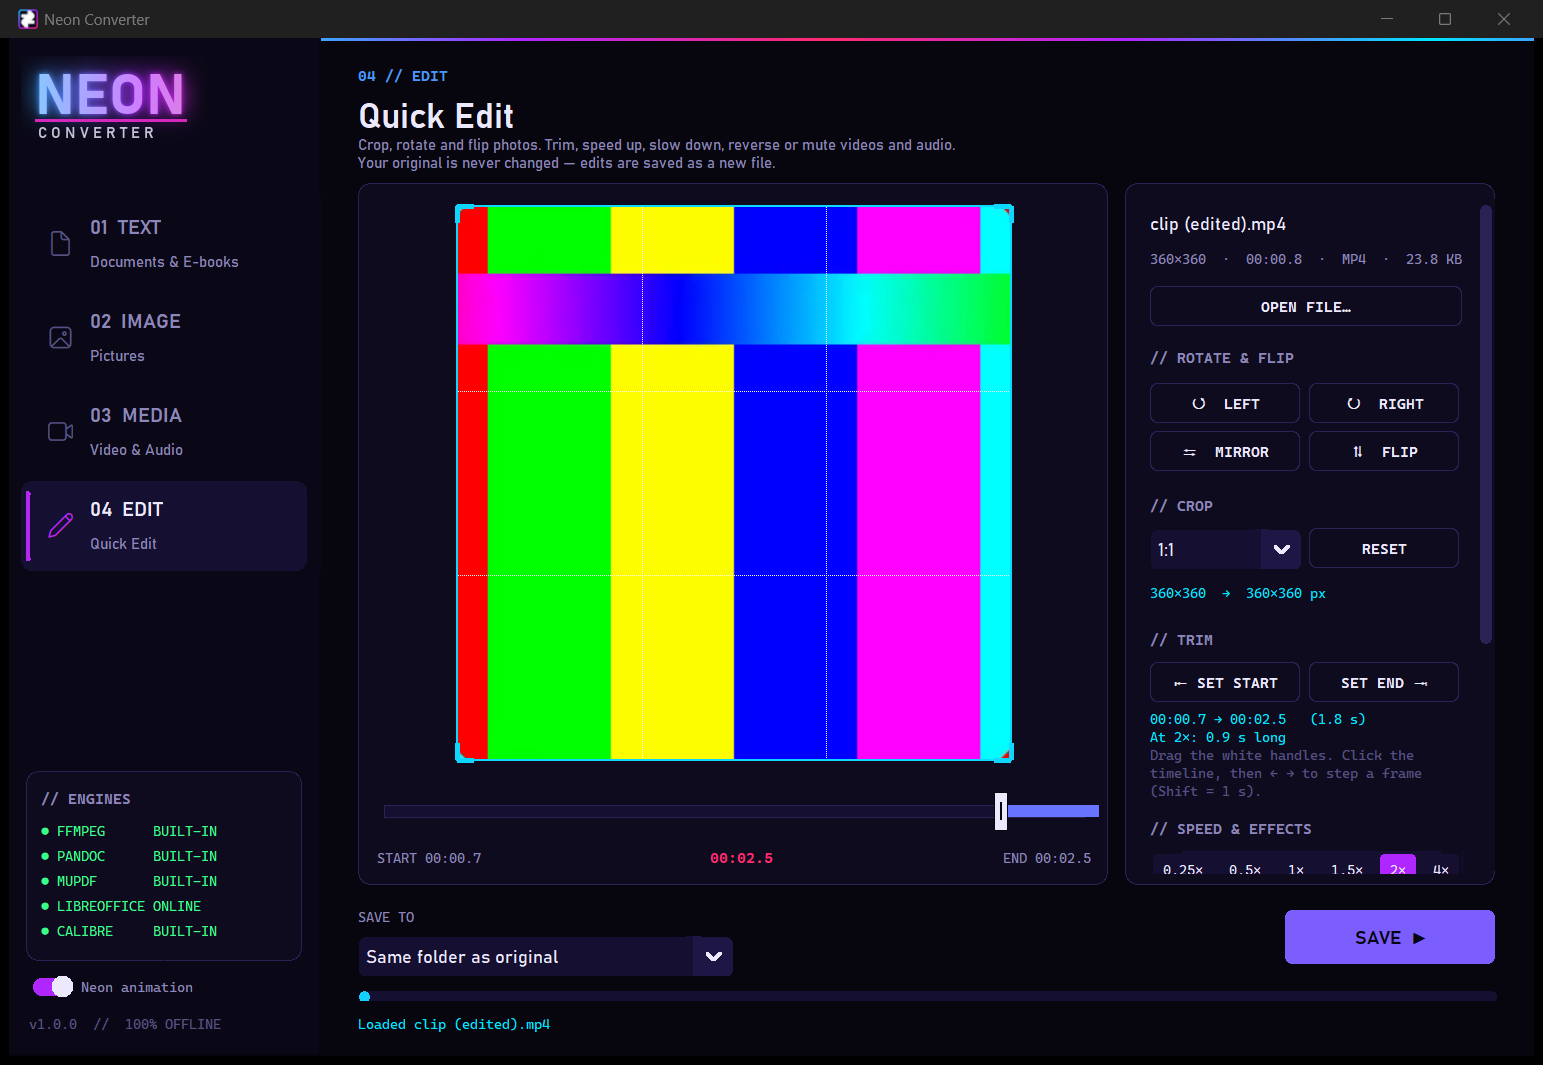 Neon Converter
NEON
CONVERTER
01 TEXT
Documents & E-books
02 IMAGE
Pictures
03 MEDIA
Video & Audio
04 EDIT
Quick Edit
// ENGINES
FFMPEG BUILT-IN
PANDOC BUILT-IN
MUPDF BUILT-IN
LIBREOFFICE ONLINE
CALIBRE BUILT-IN
Neon animation
v1.0.0 // 100% OFFLINE
04 // EDIT
Quick Edit
Crop, rotate and flip photos. Trim, speed up, slow down, reverse or mute videos and audio.
Your original is never changed — edits are saved as a new file.
START 00:00.7 00:02.5 END 00:02.5
clip (edited).mp4
360×360 · 00:00.8 · MP4 · 23.8 KB
OPEN FILE…
// ROTATE & FLIP
↺ LEFT ↻ RIGHT
⇆ MIRROR ⇅ FLIP
// CROP
1:1 RESET
360×360 → 360×360 px
// TRIM
⇤ SET START SET END ⇥
00:00.7 → 00:02.5 (1.8 s)
At 2×: 0.9 s long
Drag the white handles. Click the
timeline, then ← → to step a frame
(Shift = 1 s).
// SPEED & EFFECTS
0.25× 0.5× 1× 1.5× 2× 4×
SAVE TO
Same folder as original
SAVE ►
Loaded clip (edited).mp4